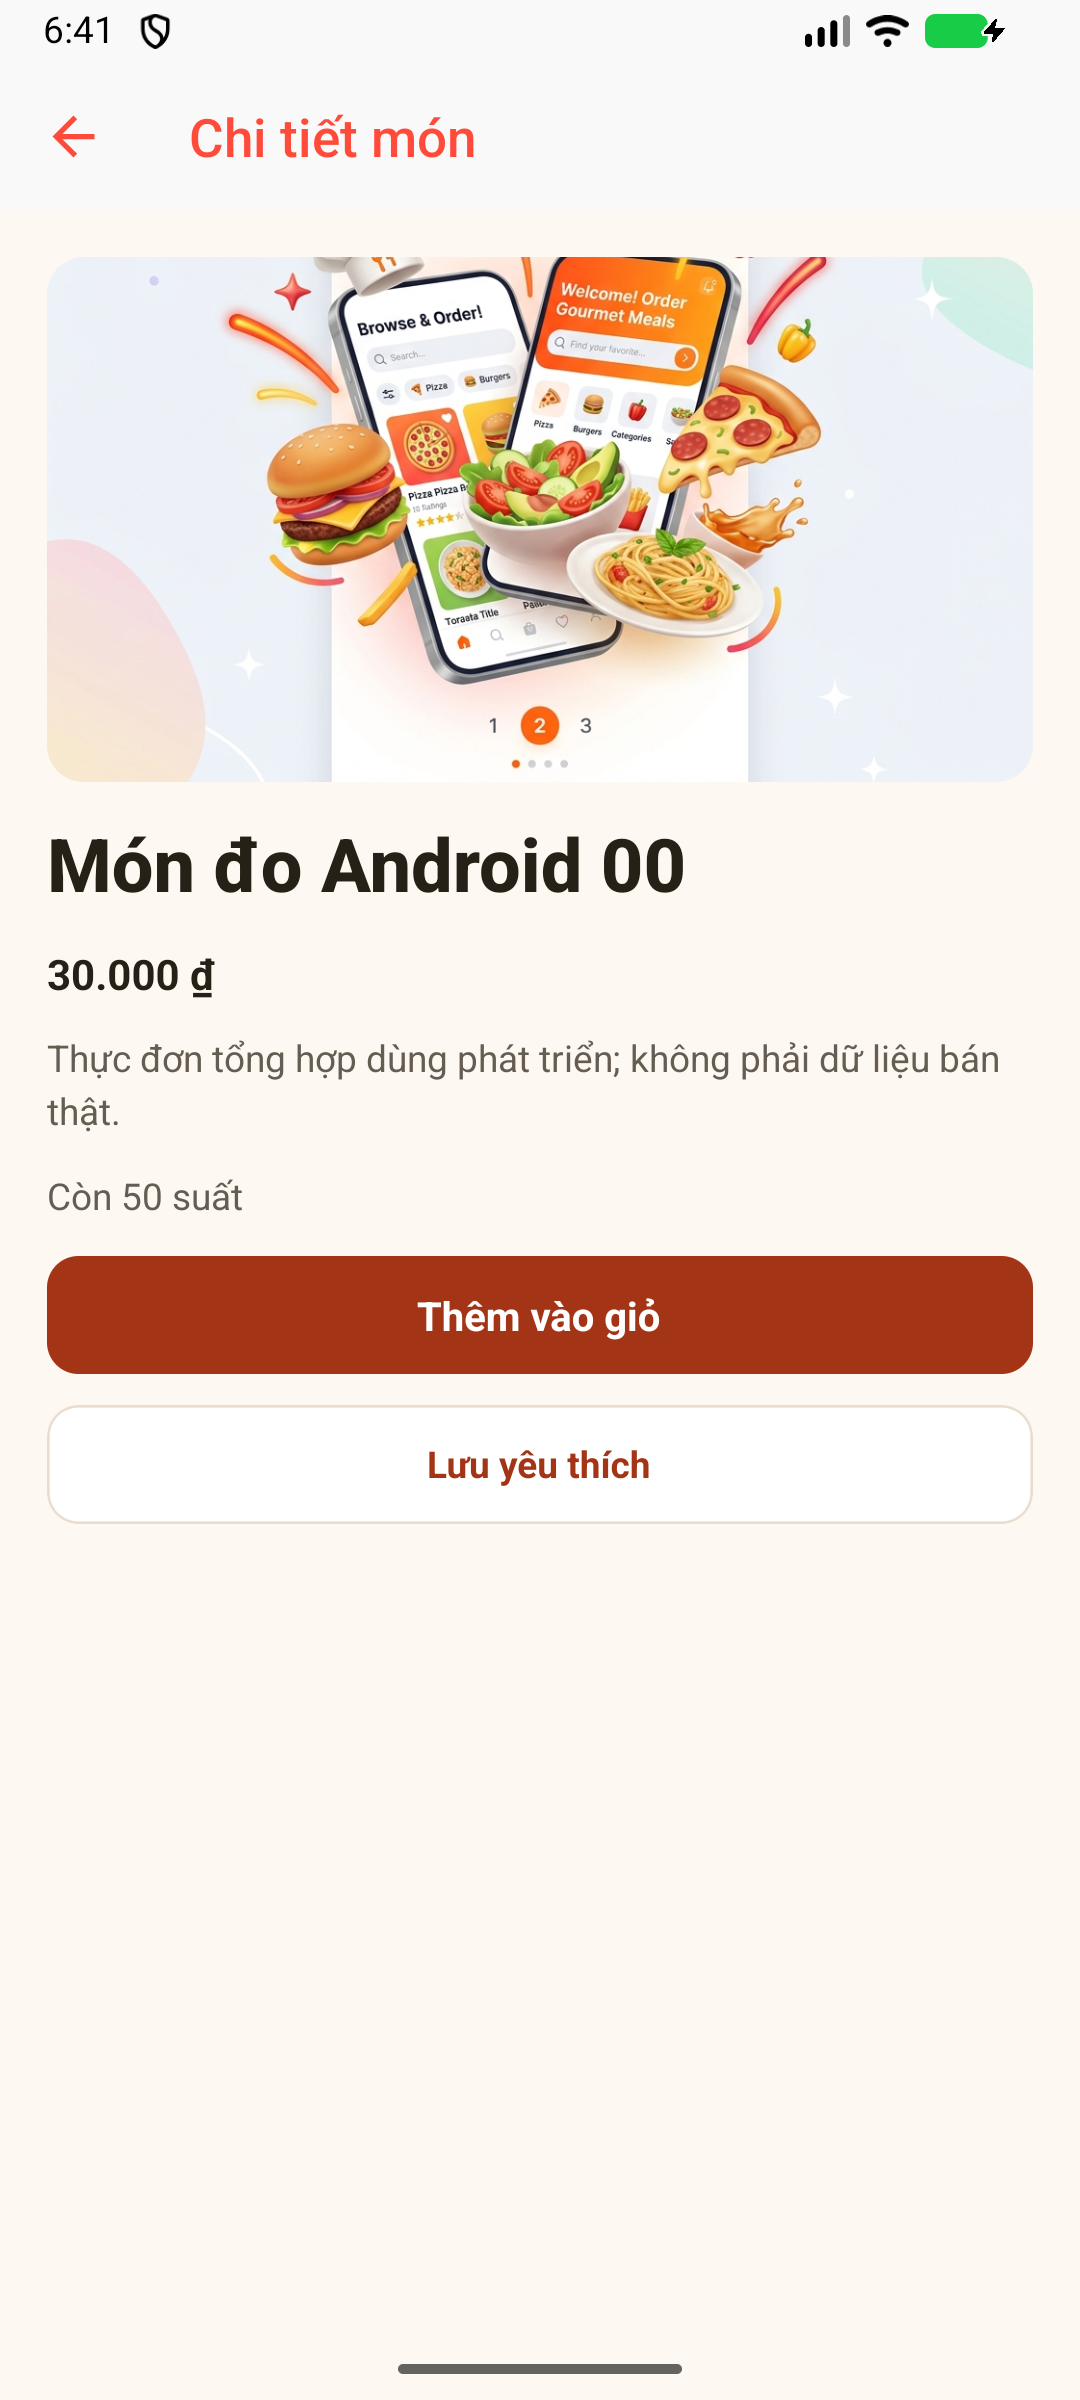 6:41
Chi tiết món
Browse & Order!
Search...
Pizza
Burgers
Pizza Pizza
10 Ratings
Toraata Title
Welcome! Order
Gourmet Meals
Find your favorite...
Pizza
Burgers
Categories
1 2 3
Món đo Android 00
30.000 ₫
Thực đơn tổng hợp dùng phát triển; không phải dữ liệu bán
thật.
Còn 50 suất
Thêm vào giỏ
Lưu yêu thích